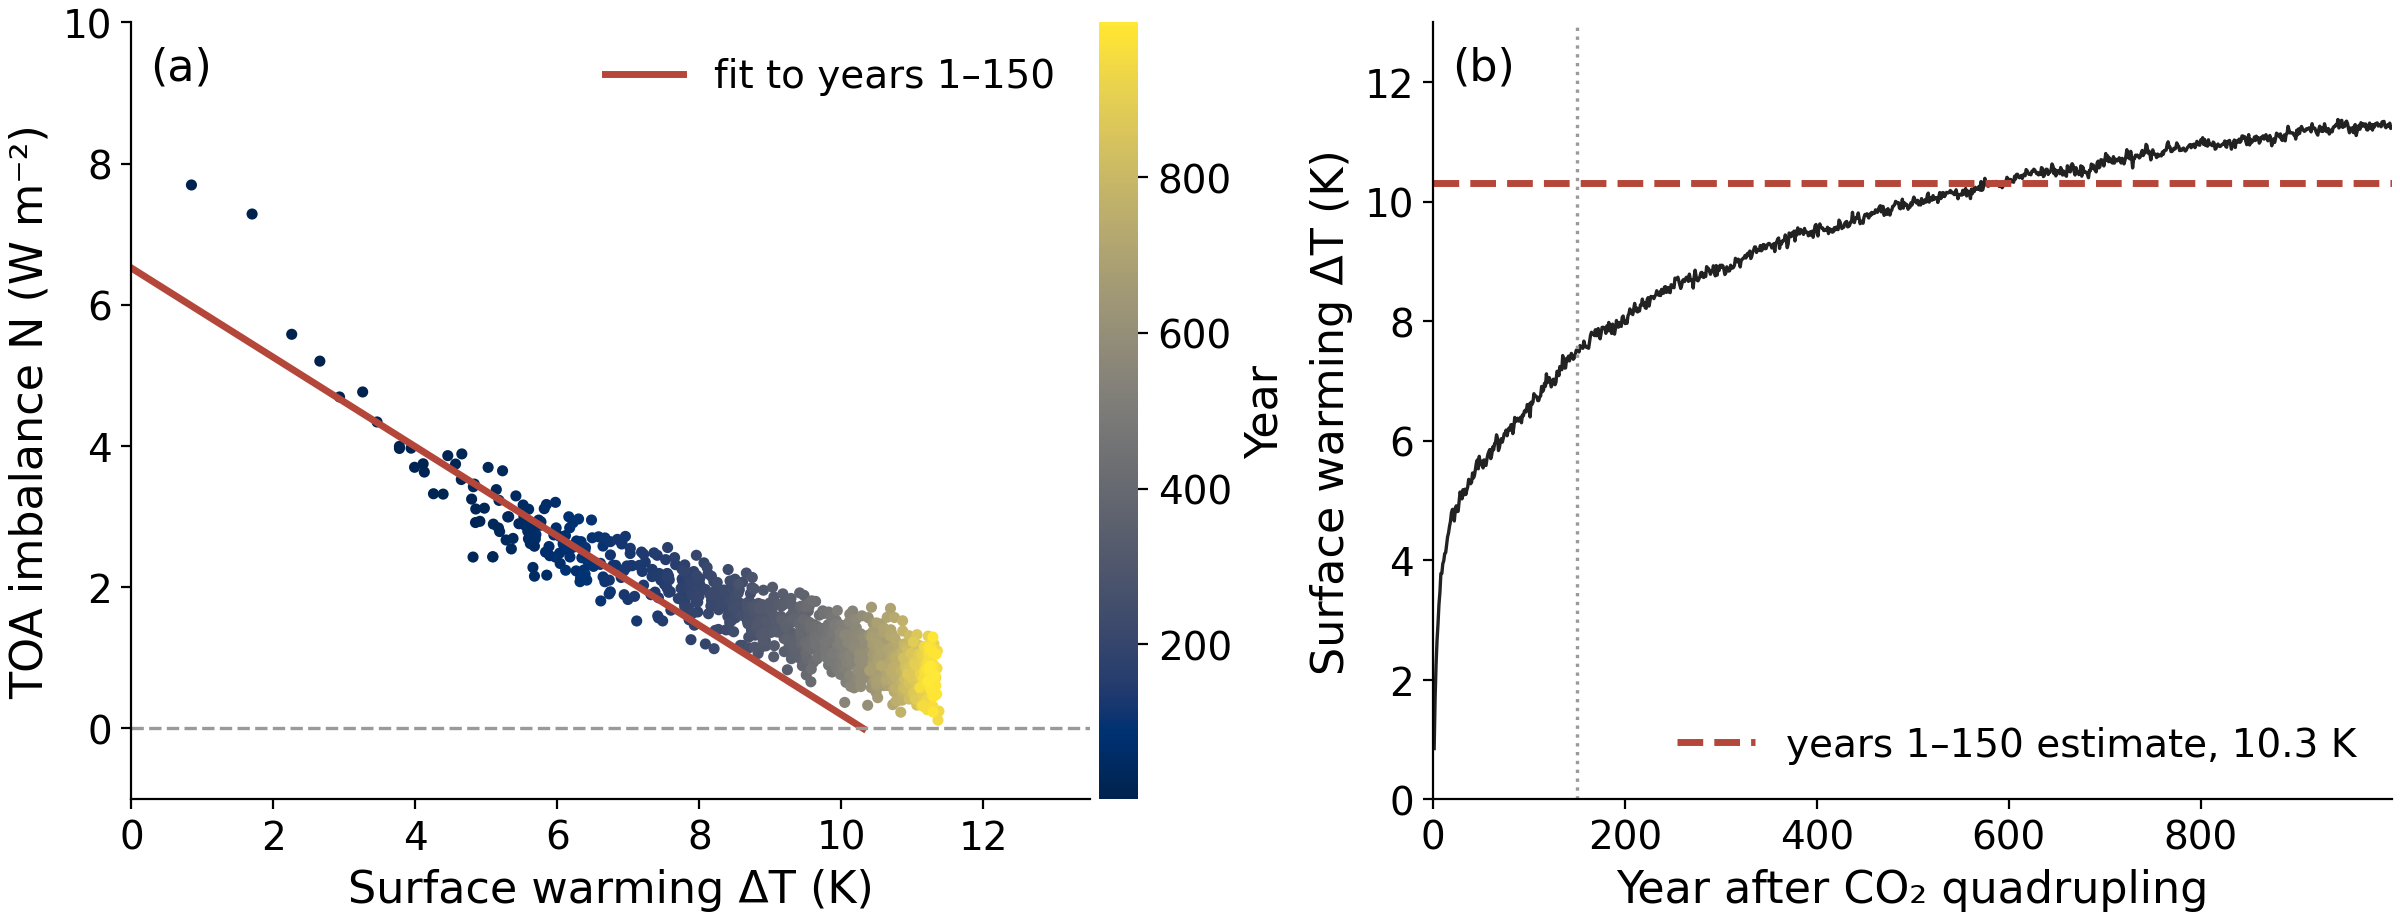 (a)
fit to years 1–150
10
8
6
4
2
0
TOA imbalance N (W m⁻²)
0 2 4 6 8 10 12
Surface warming ΔT (K)
800
600
400
200
Year
(b)
12
10
8
6
4
2
0
Surface warming ΔT (K)
years 1–150 estimate, 10.3 K
0 200 400 600 800
Year after CO₂ quadrupling